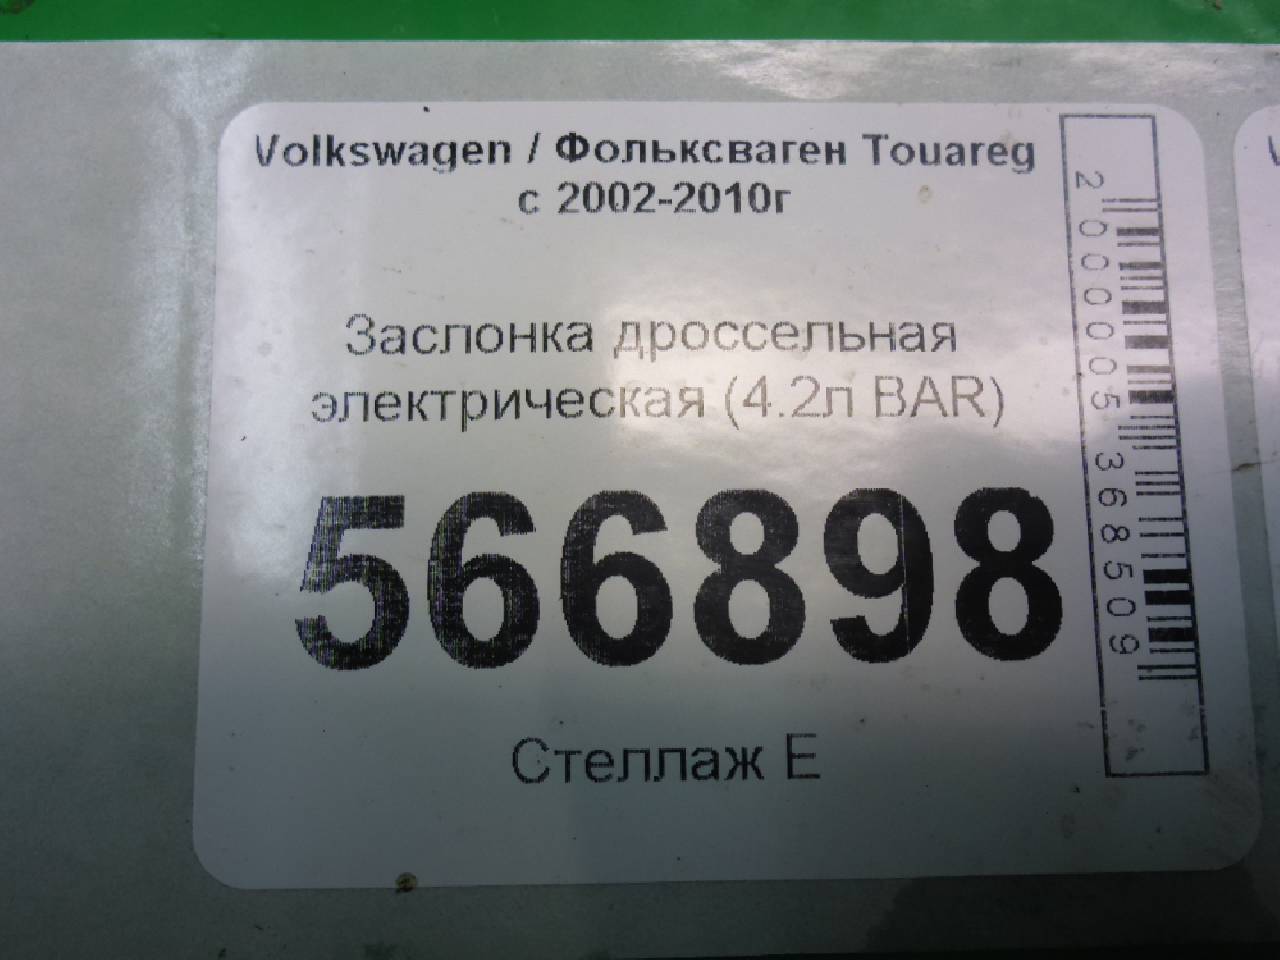 Volkswagen / Фольксваген Touareg
с 2002-2010г
Заслонка дроссельная
электрическая (4.2л BAR)
566898
Стеллаж Е
2000005368509